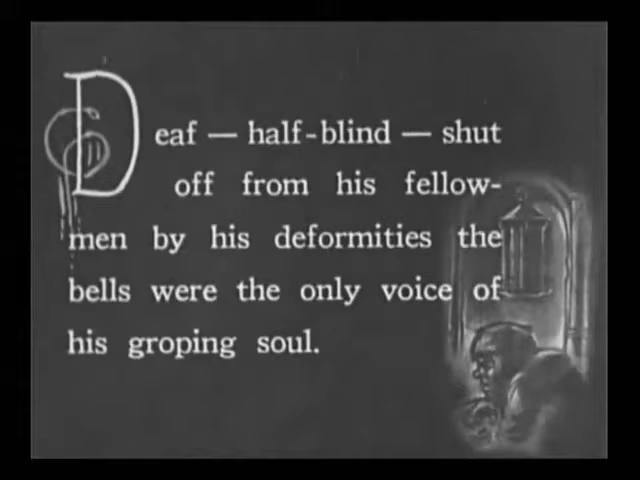 Deaf — half-blind — shut
off from his fellow-
men by his deformities the
bells were the only voice of
his groping soul.